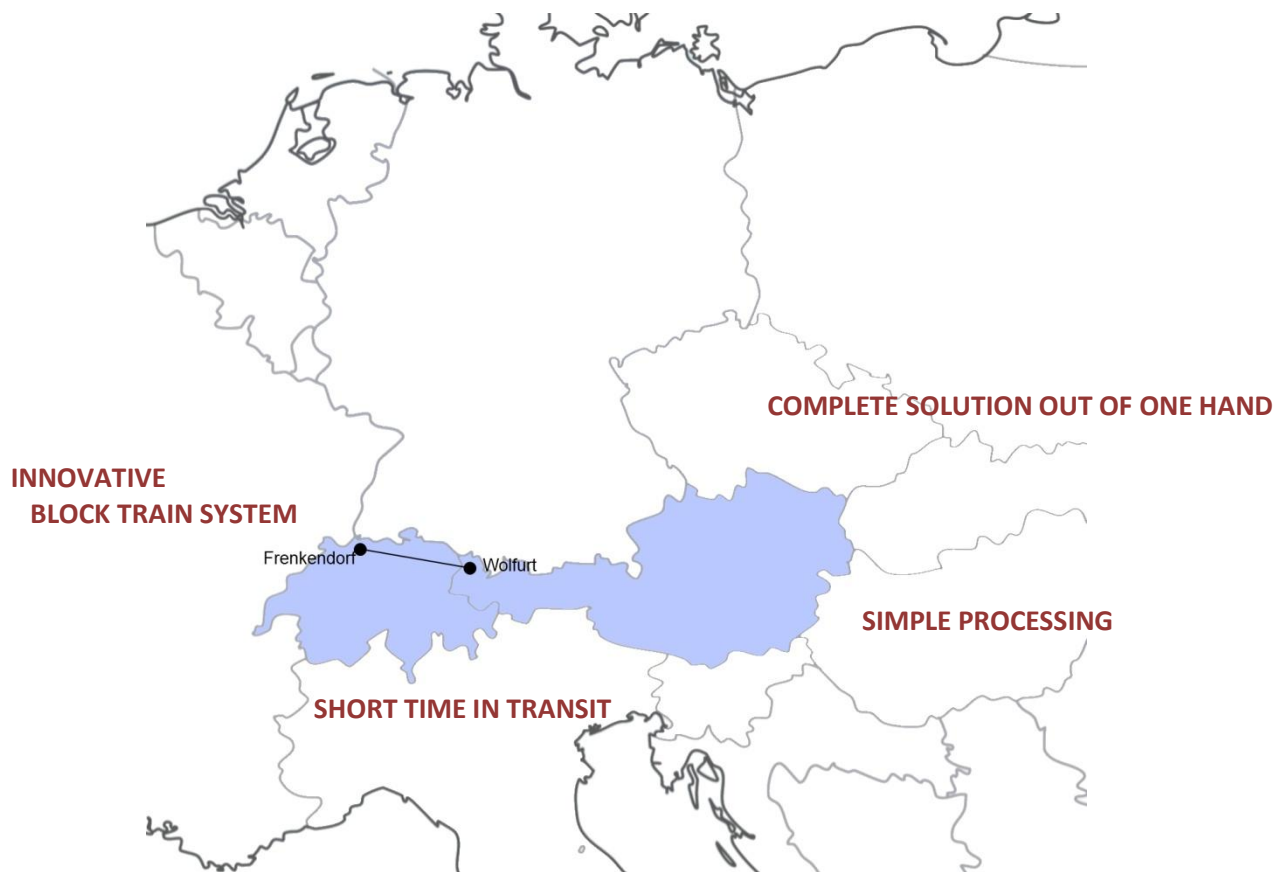 COMPLETE SOLUTION OUT OF ONE HAND
INNOVATIVE
BLOCK TRAIN SYSTEM
Frenkendorf
Wolfurt
SIMPLE PROCESSING
SHORT TIME IN TRANSIT